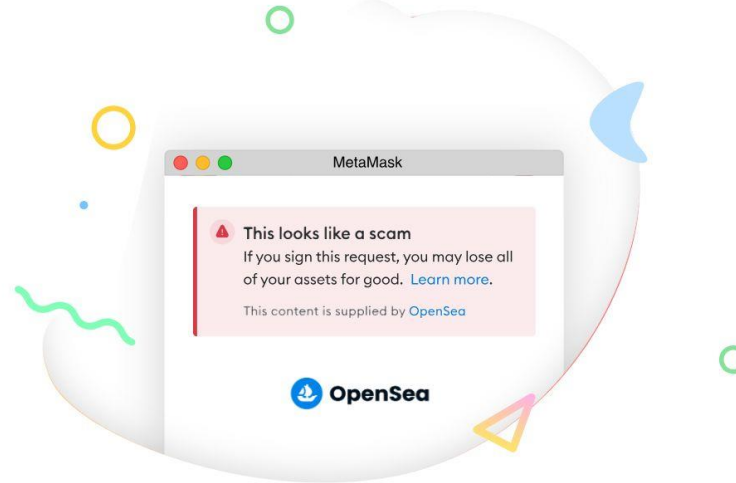 MetaMask
This looks like a scam
If you sign this request, you may lose all
of your assets for good. Learn more.
This content is supplied by OpenSea
OpenSea